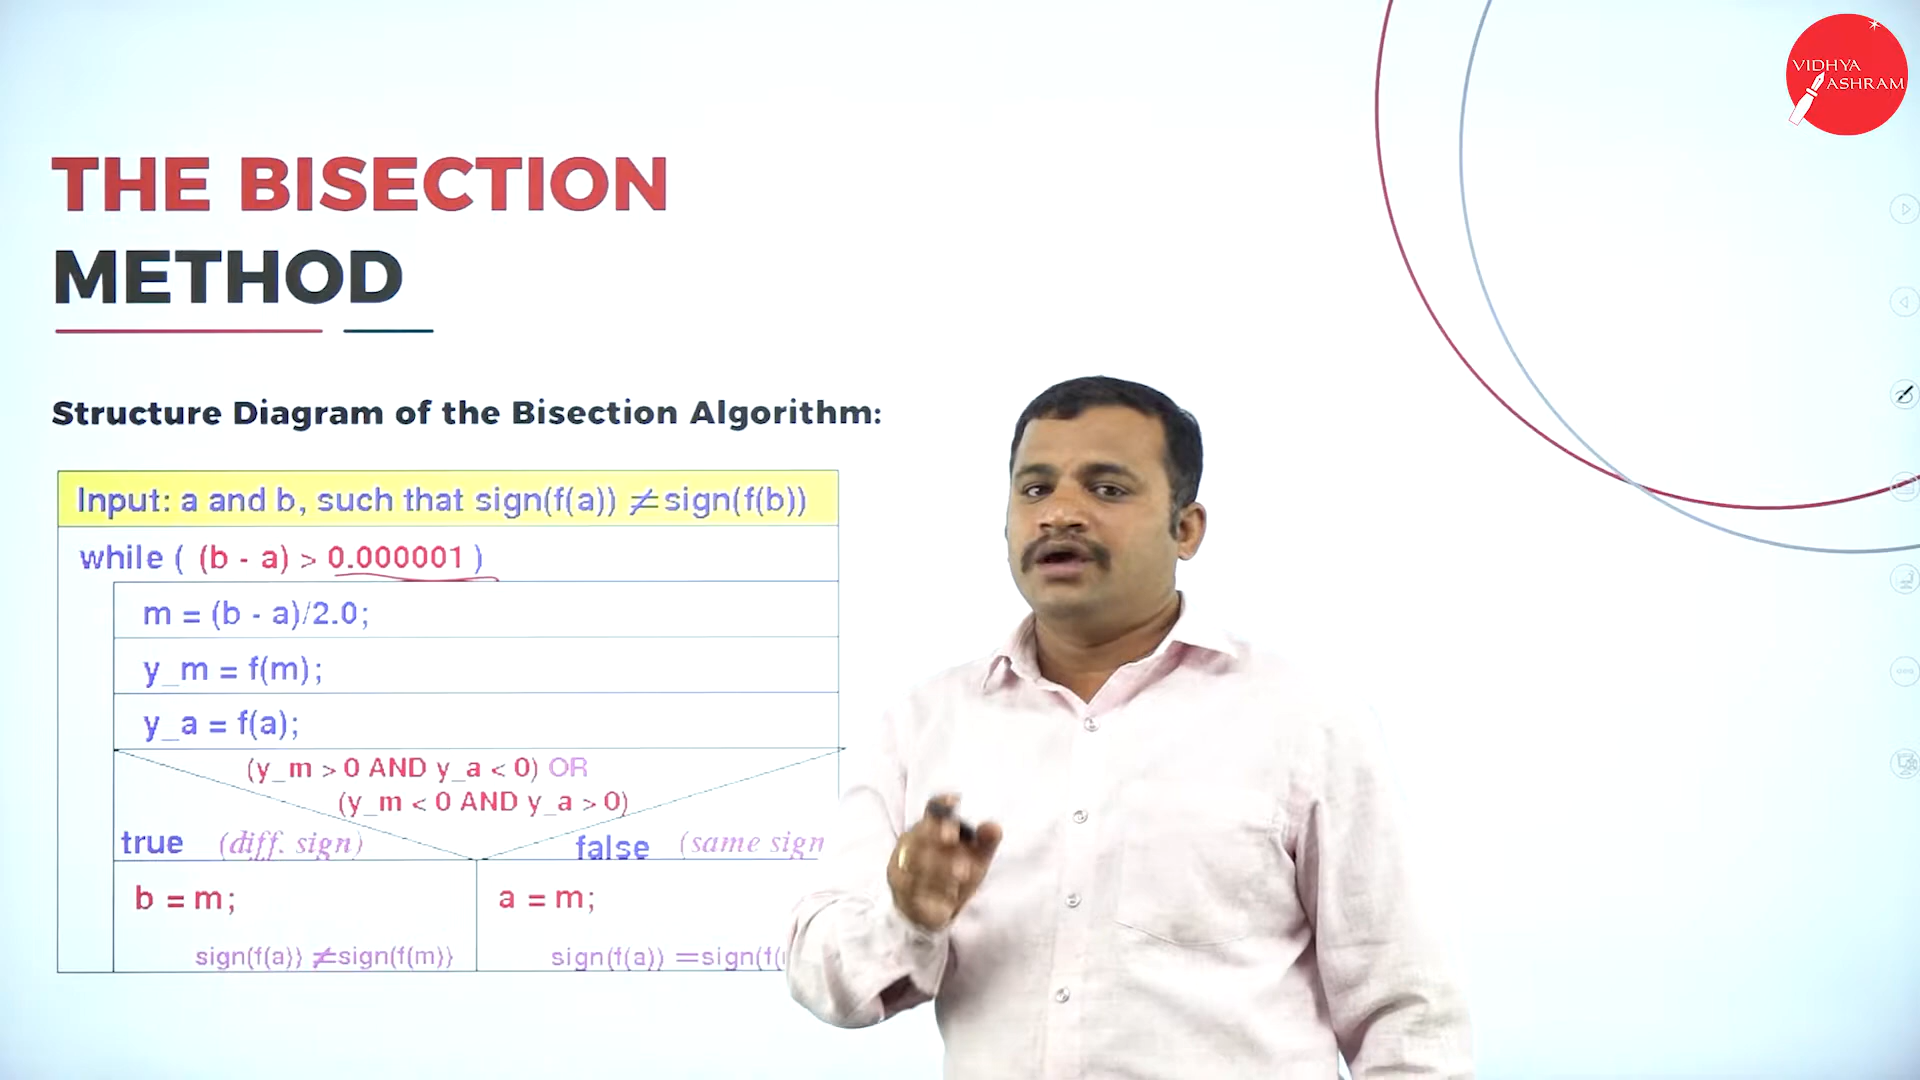 VIDHYA
ASHRAM
THE BISECTION
METHOD
Structure Diagram of the Bisection Algorithm:
Input: a and b, such that sign(f(a)) ≠ sign(f(b))
while ( (b - a) > 0.000001 )
m = (b - a)/2.0;
y_m = f(m);
y_a = f(a);
(y_m > 0 AND y_a < 0) OR
(y_m < 0 AND y_a > 0)
true (diff. sign) false (same sign
b = m; a = m;
sign(f(a)) ≠ sign(f(m)) sign(f(a)) = sign(f(